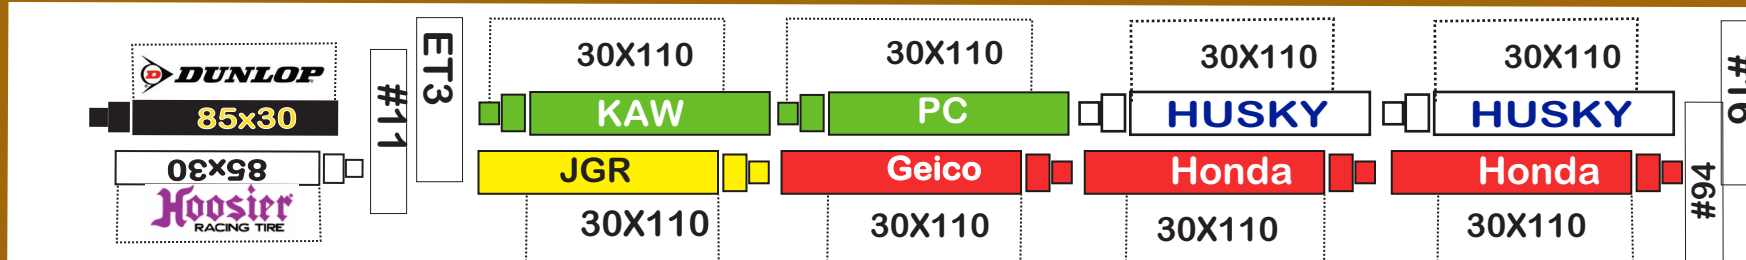 DUNLOP
85x30
85x30
Hoosier
RACING TIRE
#11
ET3
30X110
KAW
JGR
30X110
30X110
PC
Geico
30X110
30X110
HUSKY
Honda
30X110
30X110
HUSKY
Honda
30X110
#94